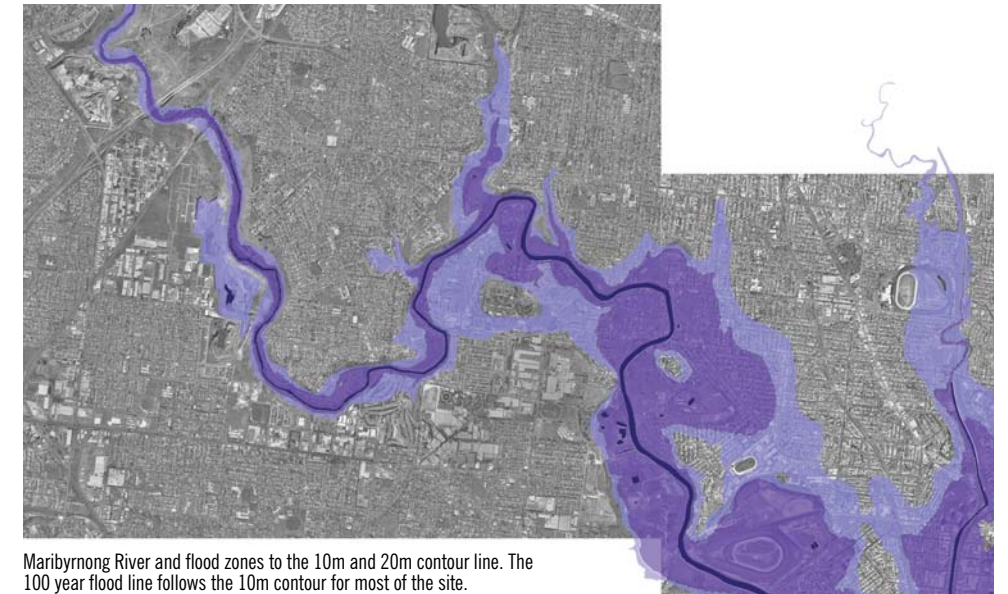 Maribyrnong River and flood zones to the 10m and 20m contour line. The
100 year flood line follows the 10m contour for most of the site.